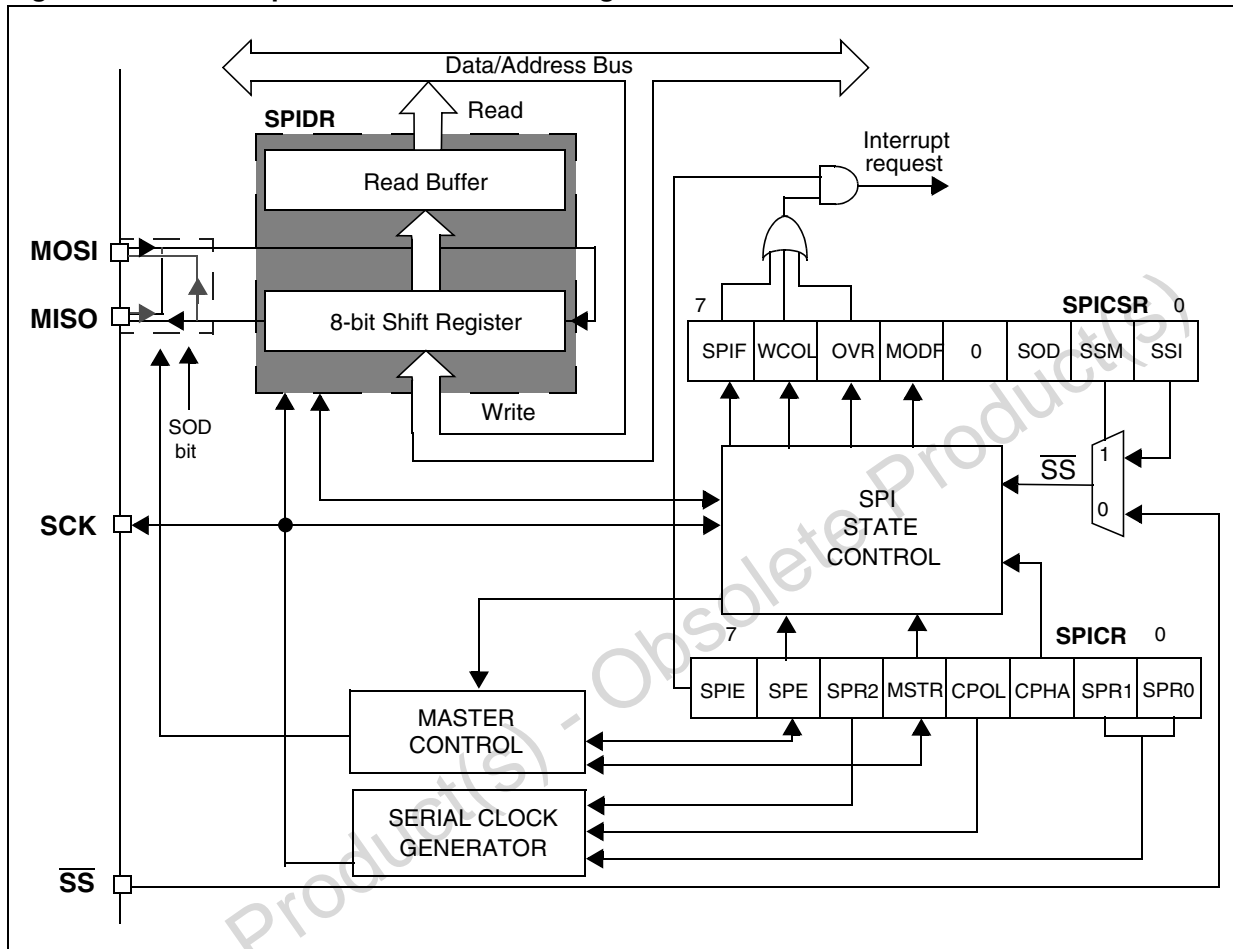 Data/Address Bus
SPIDR
Read
Read Buffer
Interrupt
request
MOSI
MISO
8-bit Shift Register
7
SPICSR
0
SPIF
WCOL
OVR
MODF
0
SOD
SSM
SSI
Write
SOD
bit
1
SS
0
SCK
SPI
STATE
CONTROL
7
SPICR
0
SPIE
SPE
SPR2
MSTR
CPOL
CPHA
SPR1
SPR0
MASTER
CONTROL
SERIAL CLOCK
GENERATOR
SS
Product(s) - Obsolete Product(s)